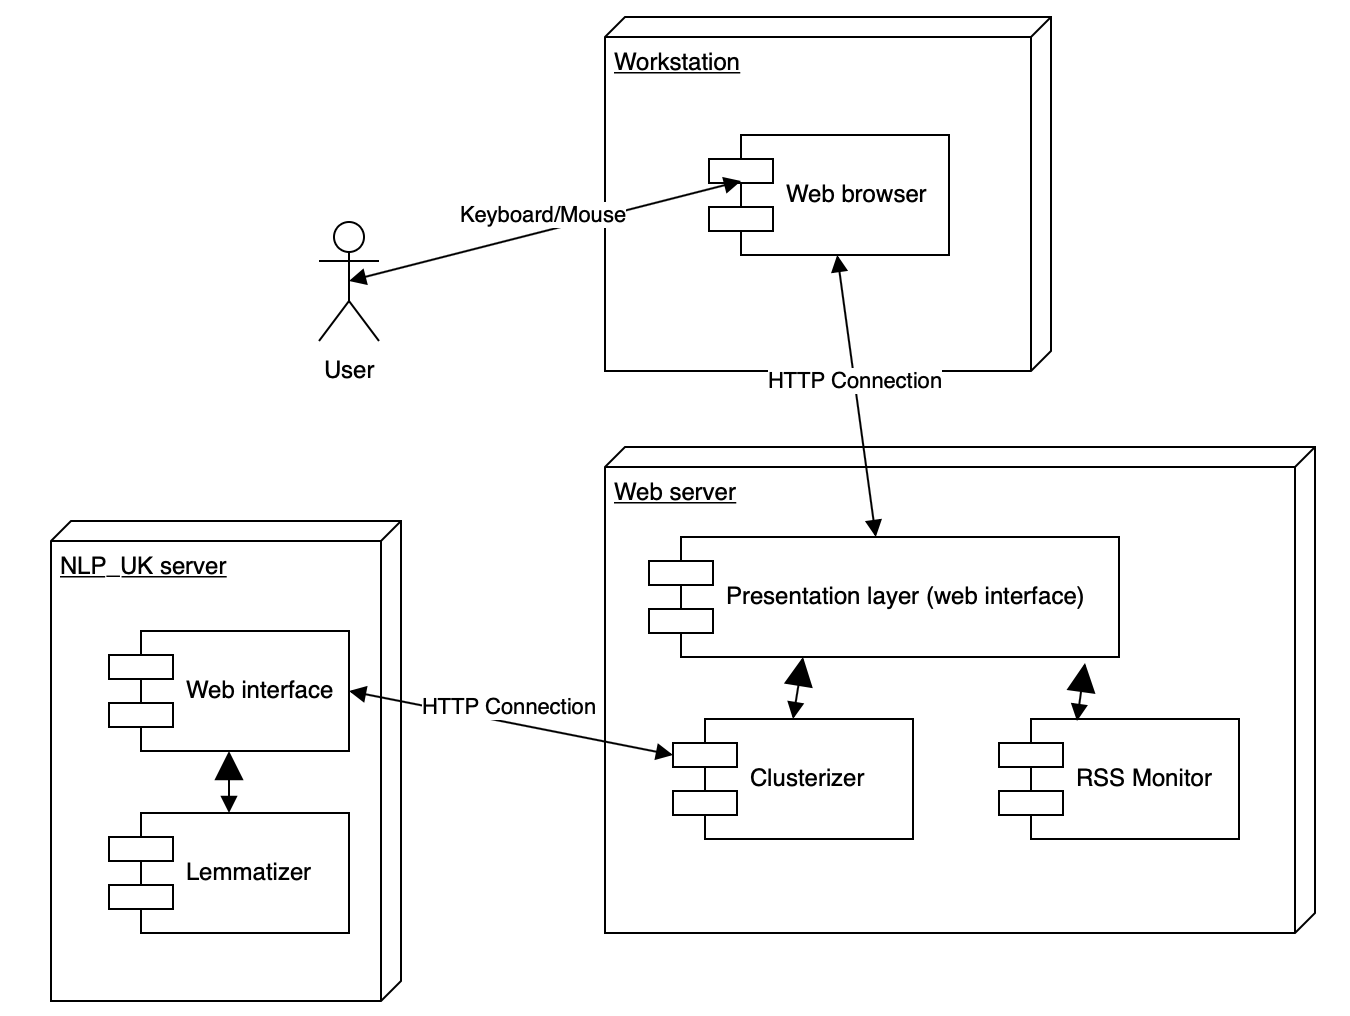 Workstation
Web browser
Keyboard/Mouse
User
HTTP Connection
Web server
Presentation layer (web interface)
NLP_UK server
Web interface
HTTP Connection
Clusterizer
RSS Monitor
Lemmatizer